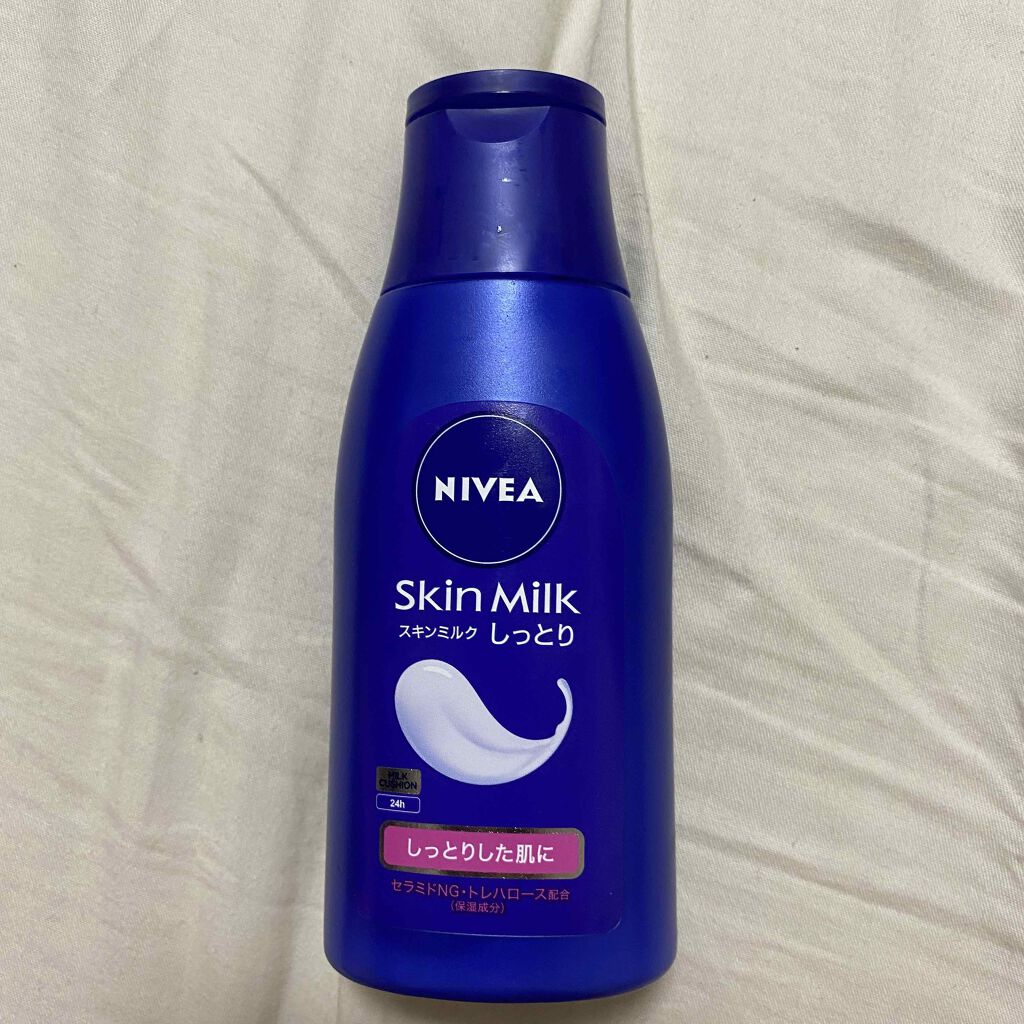 NIVEA
Skin Milk
スキンミルク しっとり
MILK
CUSHION
24h
しっとりした肌に
セラミドNG・トレハロース配合
(保湿成分)